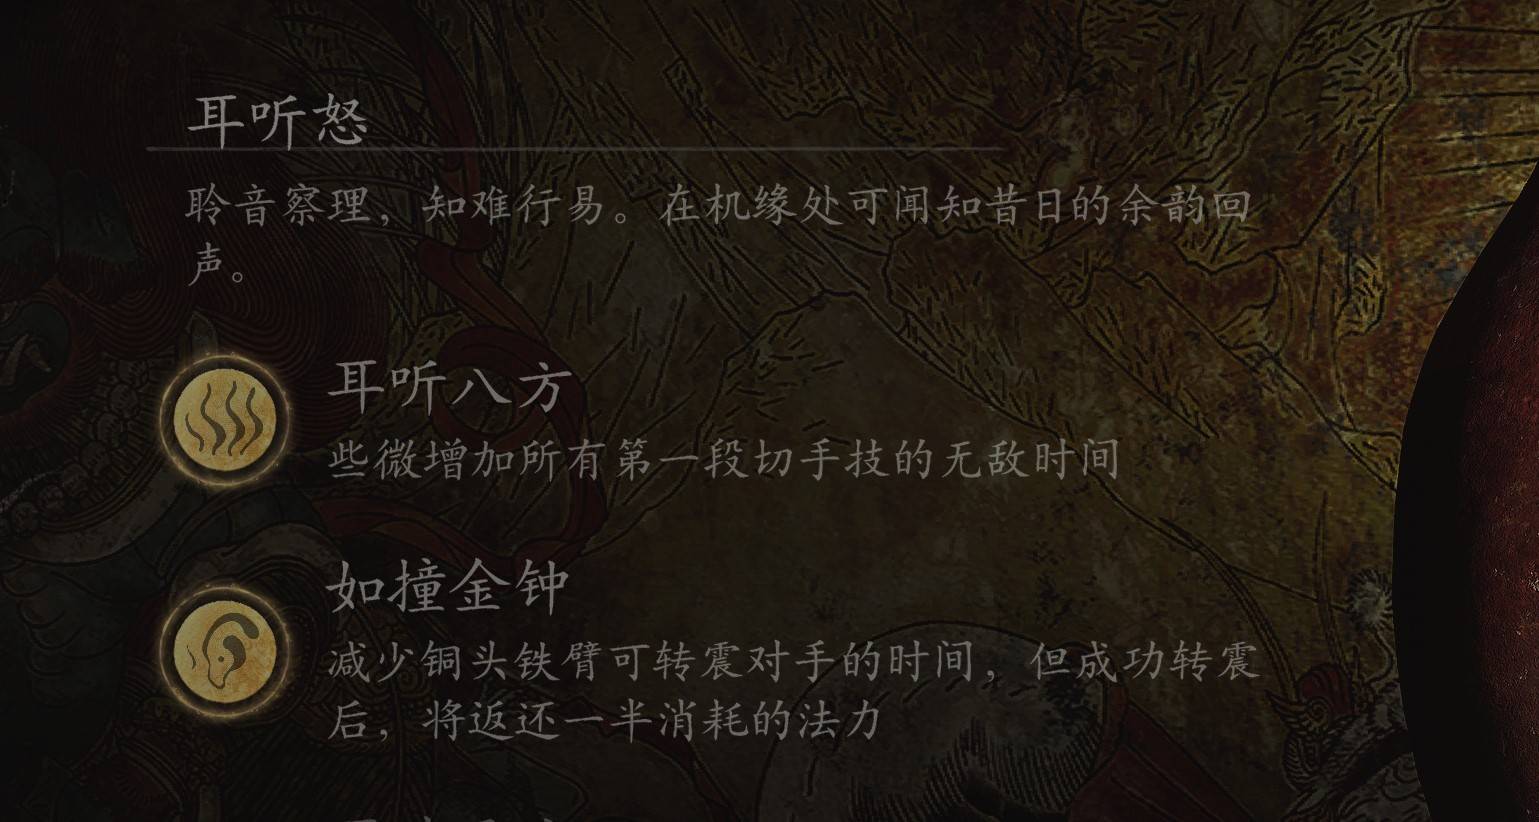 耳听怒
聆音察理，知难行易。在机缘处可闻知昔日的余韵回
声。
耳听八方
些微增加所有第一段切手技的无敌时间
如撞金钟
减少铜头铁臂可转震对手的时间，但成功转震
后，将返还一半消耗的法力